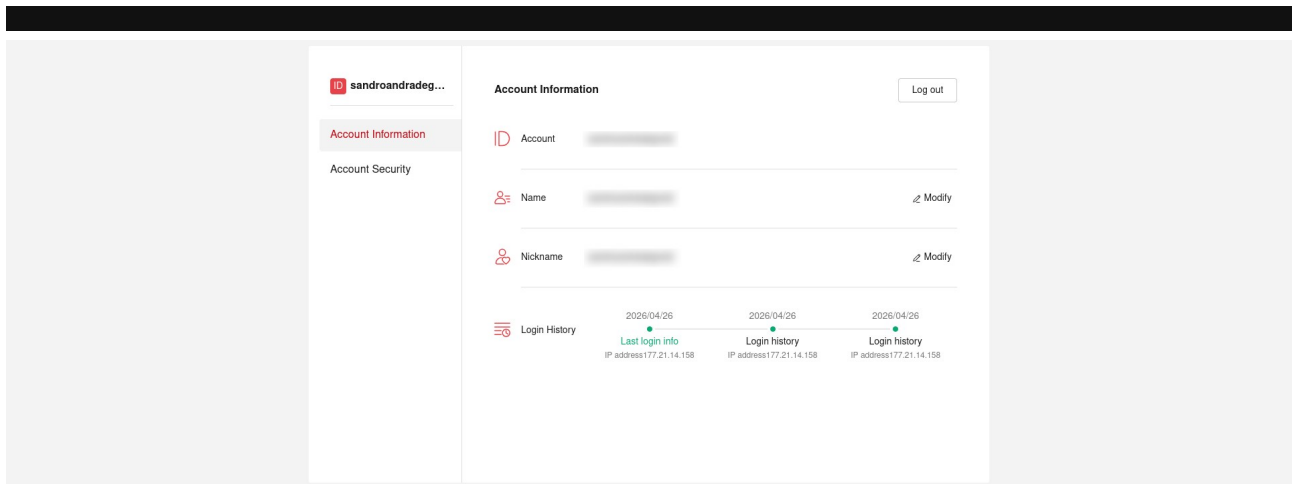 ID sandroandradeg...
Account Information
Account Security
Account Information
Log out
Account
Name
Modify
Nickname
Modify
Login History
2026/04/26
Last login info
IP address177.21.14.158
2026/04/26
Login history
IP address177.21.14.158
2026/04/26
Login history
IP address177.21.14.158